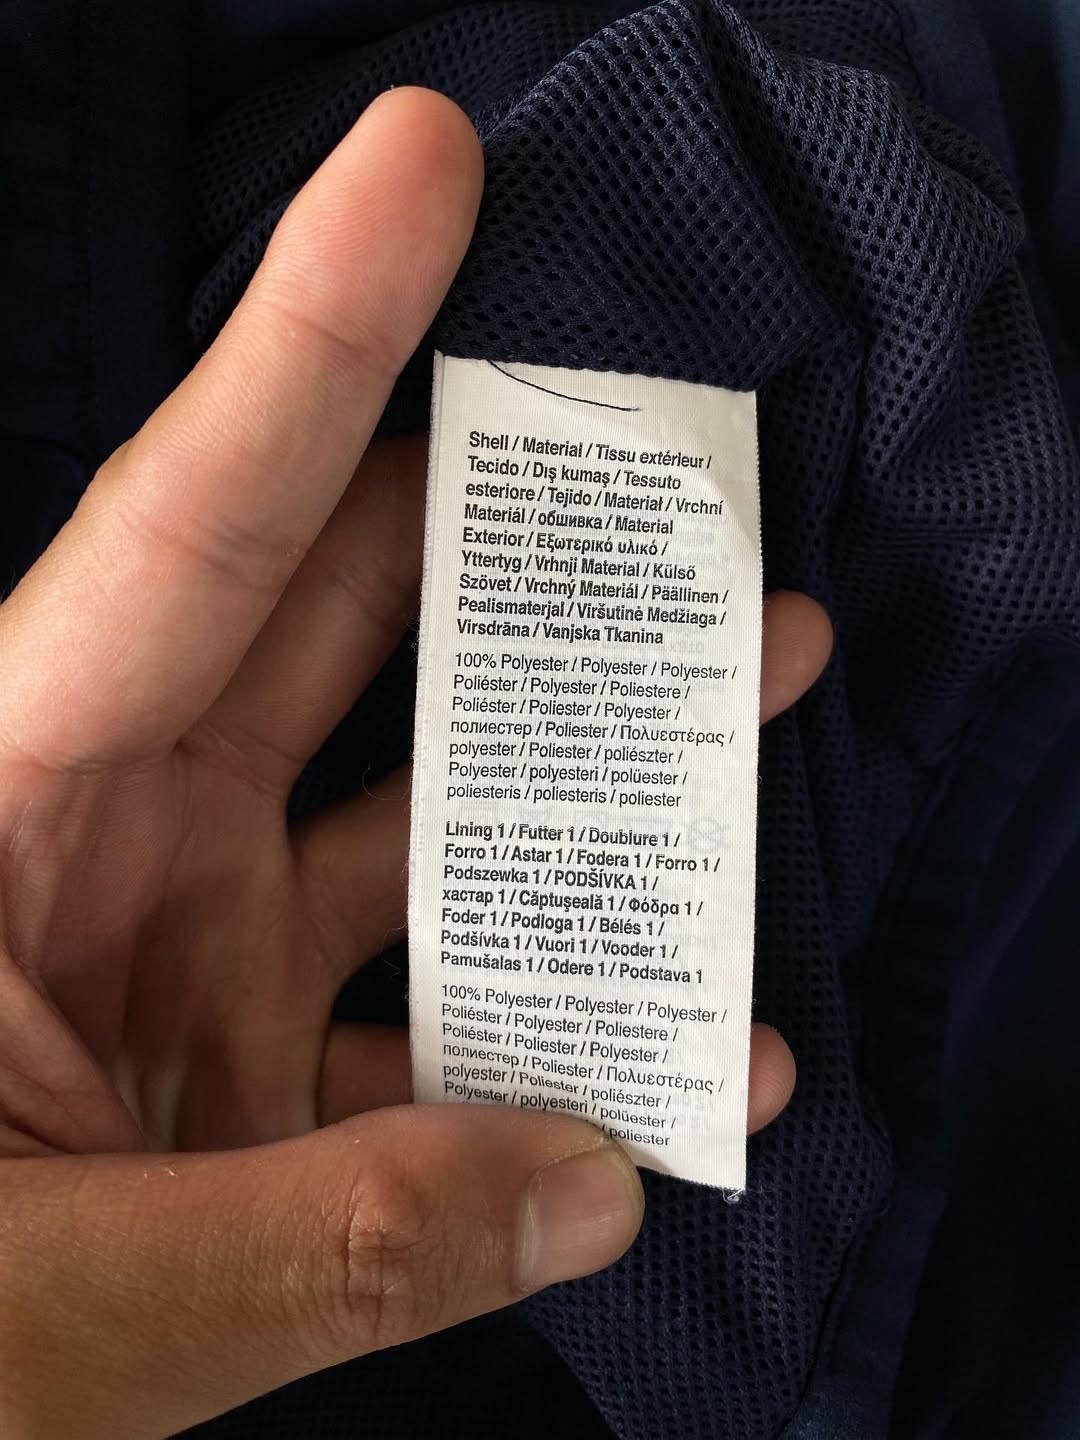 Shell / Material / Tissu extérieur /
Tecido / Dış kumaş / Tessuto
esteriore / Tejido / Materiał / Vrchní
Materiál / обшивка / Material
Exterior / Εξωτερικό υλικό /
Yttertyg / Vrhnji Material / Külső
Szövet / Vrchný Materiál / Päällinen /
Pealismaterjal / Viršutinė Medžiaga /
Virsdrāna / Vanjska Tkanina
100% Polyester / Polyester / Polyester /
Poliéster / Polyester / Poliestere /
Poliéster / Poliester / Polyester /
полиестер / Poliester / Πολυεστέρας /
polyester / Poliester / poliészter /
Polyester / polyesteri / polüester /
poliesteris / poliesteris / poliester
Lining 1 / Futter 1 / Doublure 1 /
Forro 1 / Astar 1 / Fodera 1 / Forro 1 /
Podszewka 1 / PODŠÍVKA 1 /
хастар 1 / Căptuşeală 1 / Φόδρα 1 /
Foder 1 / Podloga 1 / Bélés 1 /
Podšívka 1 / Vuori 1 / Vooder 1 /
Pamušalas 1 / Odere 1 / Podstava 1
100% Polyester / Polyester / Polyester /
Poliéster / Polyester / Poliestere /
Poliéster / Poliester / Polyester /
полиестер / Poliester / Πολυεστέρας /
polyester / Poliester / poliészter /
Polyester / polyesteri / polüester /
/ poliester